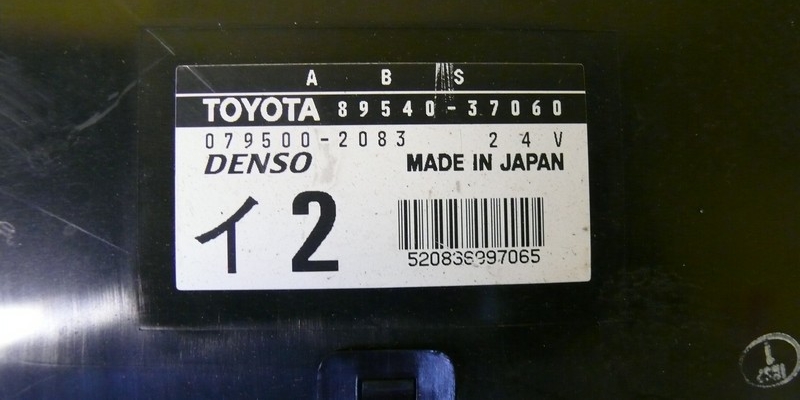 A B S
TOYOTA 89540-37060
079500-2083 24V
DENSO MADE IN JAPAN
イ 2
520836997065